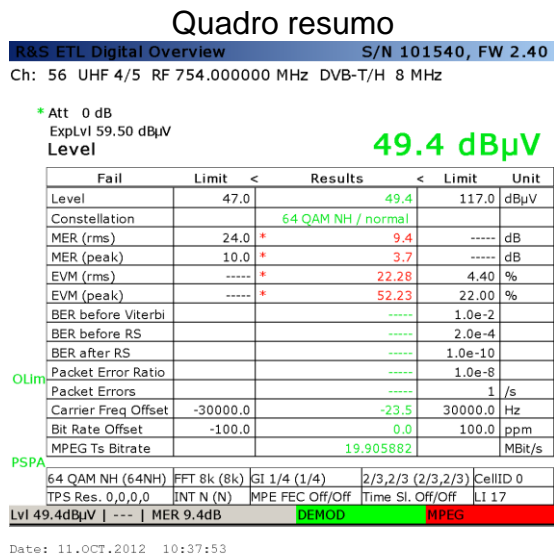 Quadro resumo
R&S ETL Digital Overview S/N 101540, FW 2.40
Ch: 56 UHF 4/5 RF 754.000000 MHz DVB-T/H 8 MHz
* Att 0 dB
ExpLvl 59.50 dBµV
Level 49.4 dBµV
Fail Limit < Results < Limit Unit
Level 47.0 49.4 117.0 dBµV
Constellation 64 QAM NH / normal
MER (rms) 24.0 * 9.4 ----- dB
MER (peak) 10.0 * 3.7 ----- dB
EVM (rms) ----- * 22.28 4.40 %
EVM (peak) ----- * 52.23 22.00 %
BER before Viterbi ----- 1.0e-2
BER before RS ----- 2.0e-4
BER after RS ----- 1.0e-10
Packet Error Ratio ----- 1.0e-8
OLim
Packet Errors ----- 1 /s
Carrier Freq Offset -30000.0 -23.5 30000.0 Hz
Bit Rate Offset -100.0 0.0 100.0 ppm
MPEG Ts Bitrate 19.905882 MBit/s
PSPA
64 QAM NH (64NH) FFT 8k (8k) GI 1/4 (1/4) 2/3,2/3 (2/3,2/3) CellID 0
TPS Res. 0,0,0,0 INT N (N) MPE FEC Off/Off Time Sl. Off/Off LI 17
Lvl 49.4dBµV | --- | MER 9.4dB DEMOD MPEG
Date: 11.OCT.2012 10:37:53